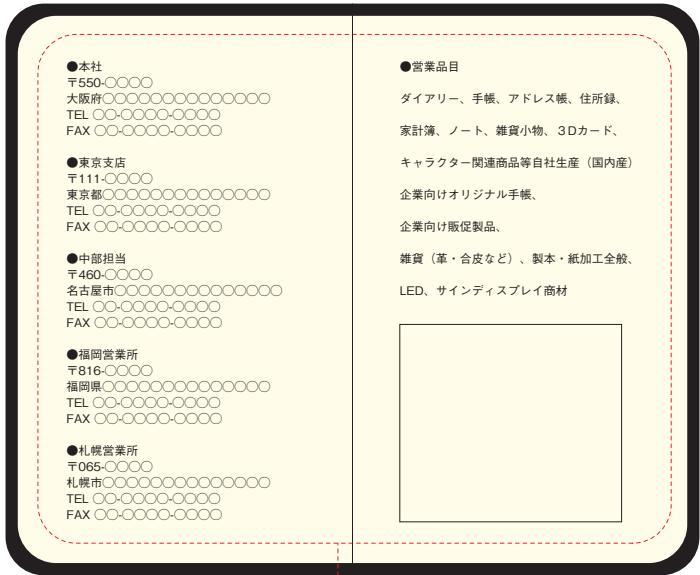 ●本社
〒550-○○○○
大阪府○○○○○○○○○○○○○○
TEL ○○-○○○○-○○○○
FAX ○○-○○○○-○○○○
●東京支店
〒111-○○○○
東京都○○○○○○○○○○○○○○
TEL ○○-○○○○-○○○○
FAX ○○-○○○○-○○○○
●中部担当
〒460-○○○○
名古屋市○○○○○○○○○○○○○○
TEL ○○-○○○○-○○○○
FAX ○○-○○○○-○○○○
●福岡営業所
〒816-○○○○
福岡県○○○○○○○○○○○○○○
TEL ○○-○○○○-○○○○
FAX ○○-○○○○-○○○○
●札幌営業所
〒065-○○○○
札幌市○○○○○○○○○○○○○○
TEL ○○-○○○○-○○○○
FAX ○○-○○○○-○○○○
●営業品目
ダイアリー、手帳、アドレス帳、住所録、
家計簿、ノート、雑貨小物、３Dカード、
キャラクター関連商品等自社生産（国内産）
企業向けオリジナル手帳、
企業向け販促製品、
雑貨（革・合皮など）、製本・紙加工全般、
LED、サインディスプレイ商材